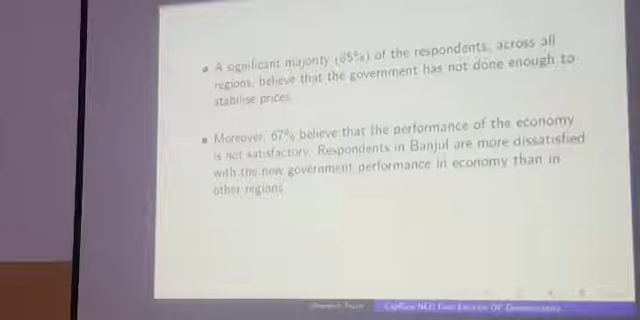 A significant majority (85%) of the respondents, across all
regions, believe that the government has not done enough to
stabilise prices
Moreover, 67% believe that the performance of the economy
is not satisfactory. Respondents in Banjul are more dissatisfied
with the new government performance in economy than in
other regions